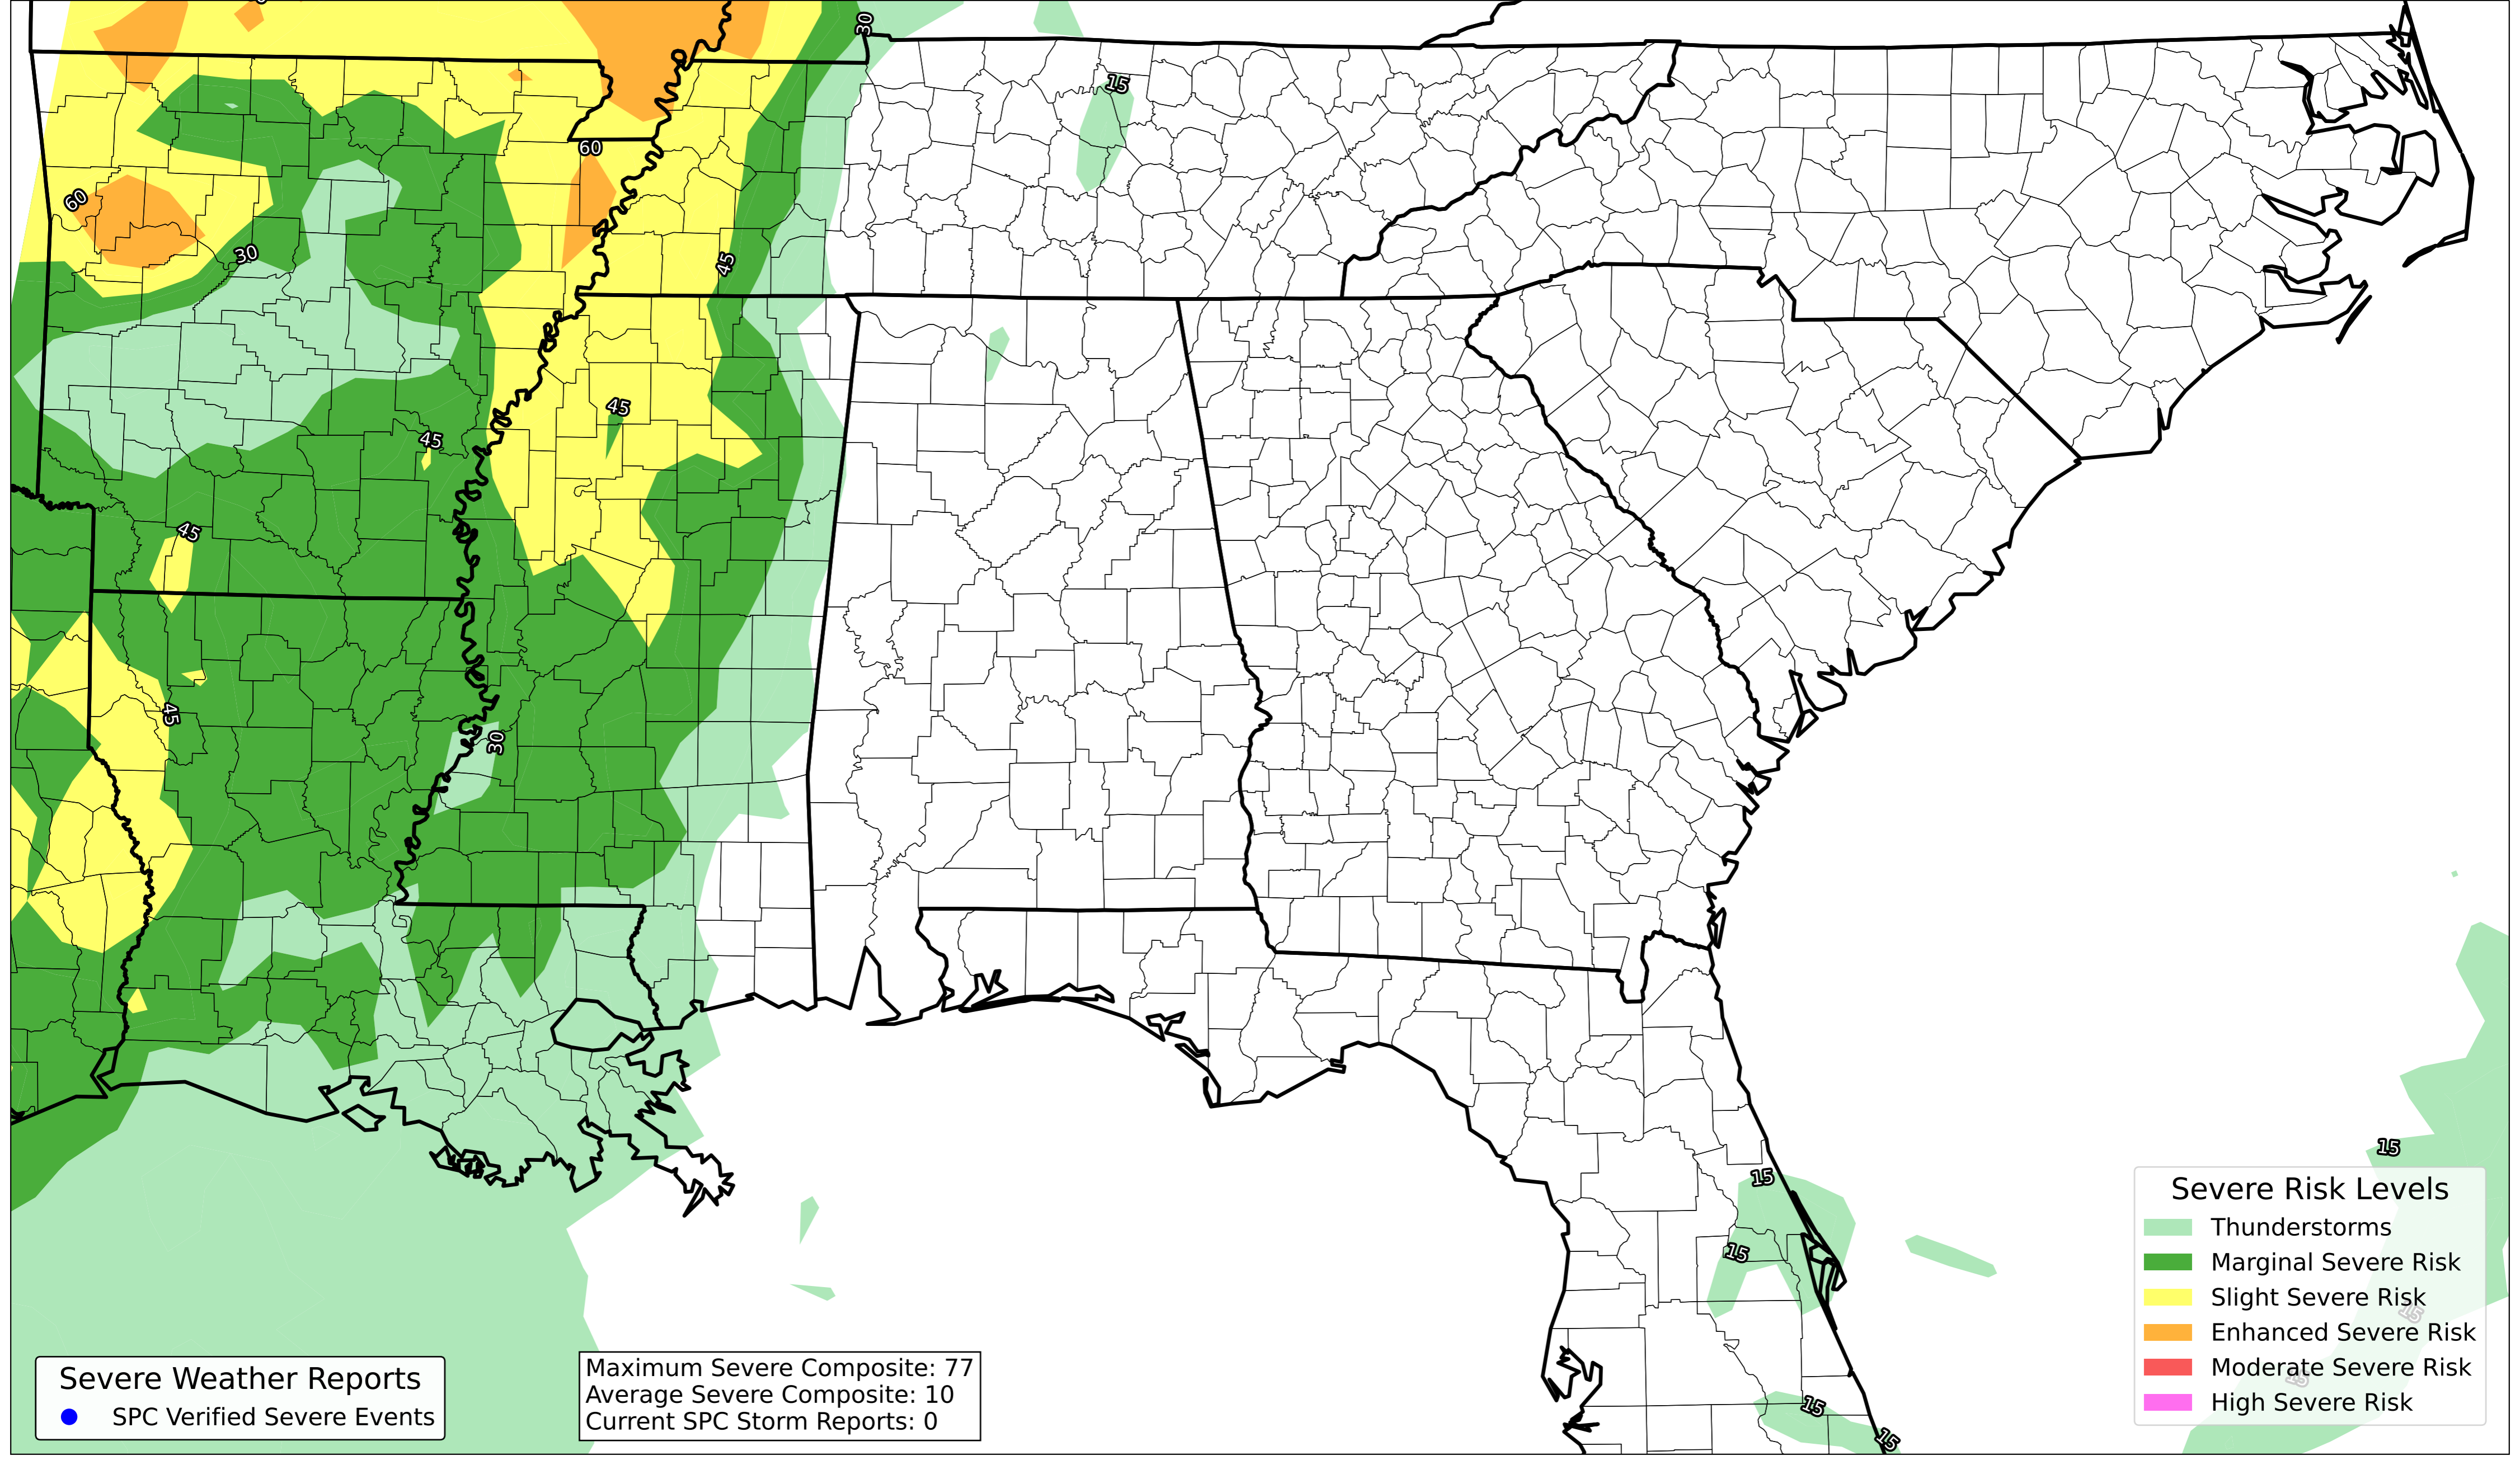 30
15
60
60
30
45
45
45
45
45
30
15
15
15
15
15
15
15
Severe Risk Levels
Thunderstorms
Marginal Severe Risk
Slight Severe Risk
Enhanced Severe Risk
Moderate Severe Risk
High Severe Risk
Severe Weather Reports
SPC Verified Severe Events
Maximum Severe Composite: 77
Average Severe Composite: 10
Current SPC Storm Reports: 0